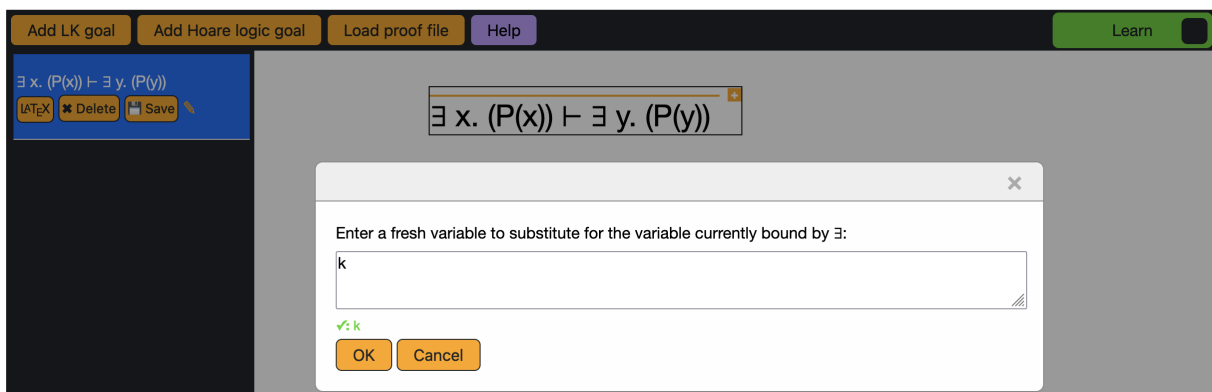 Add LK goal Add Hoare logic goal Load proof file Help Learn
∃ x. (P(x)) ⊢ ∃ y. (P(y))
LATEX ✖ Delete 💾 Save ✎
+
∃ x. (P(x)) ⊢ ∃ y. (P(y))
×
Enter a fresh variable to substitute for the variable currently bound by ∃:
k
✓: k
OK Cancel